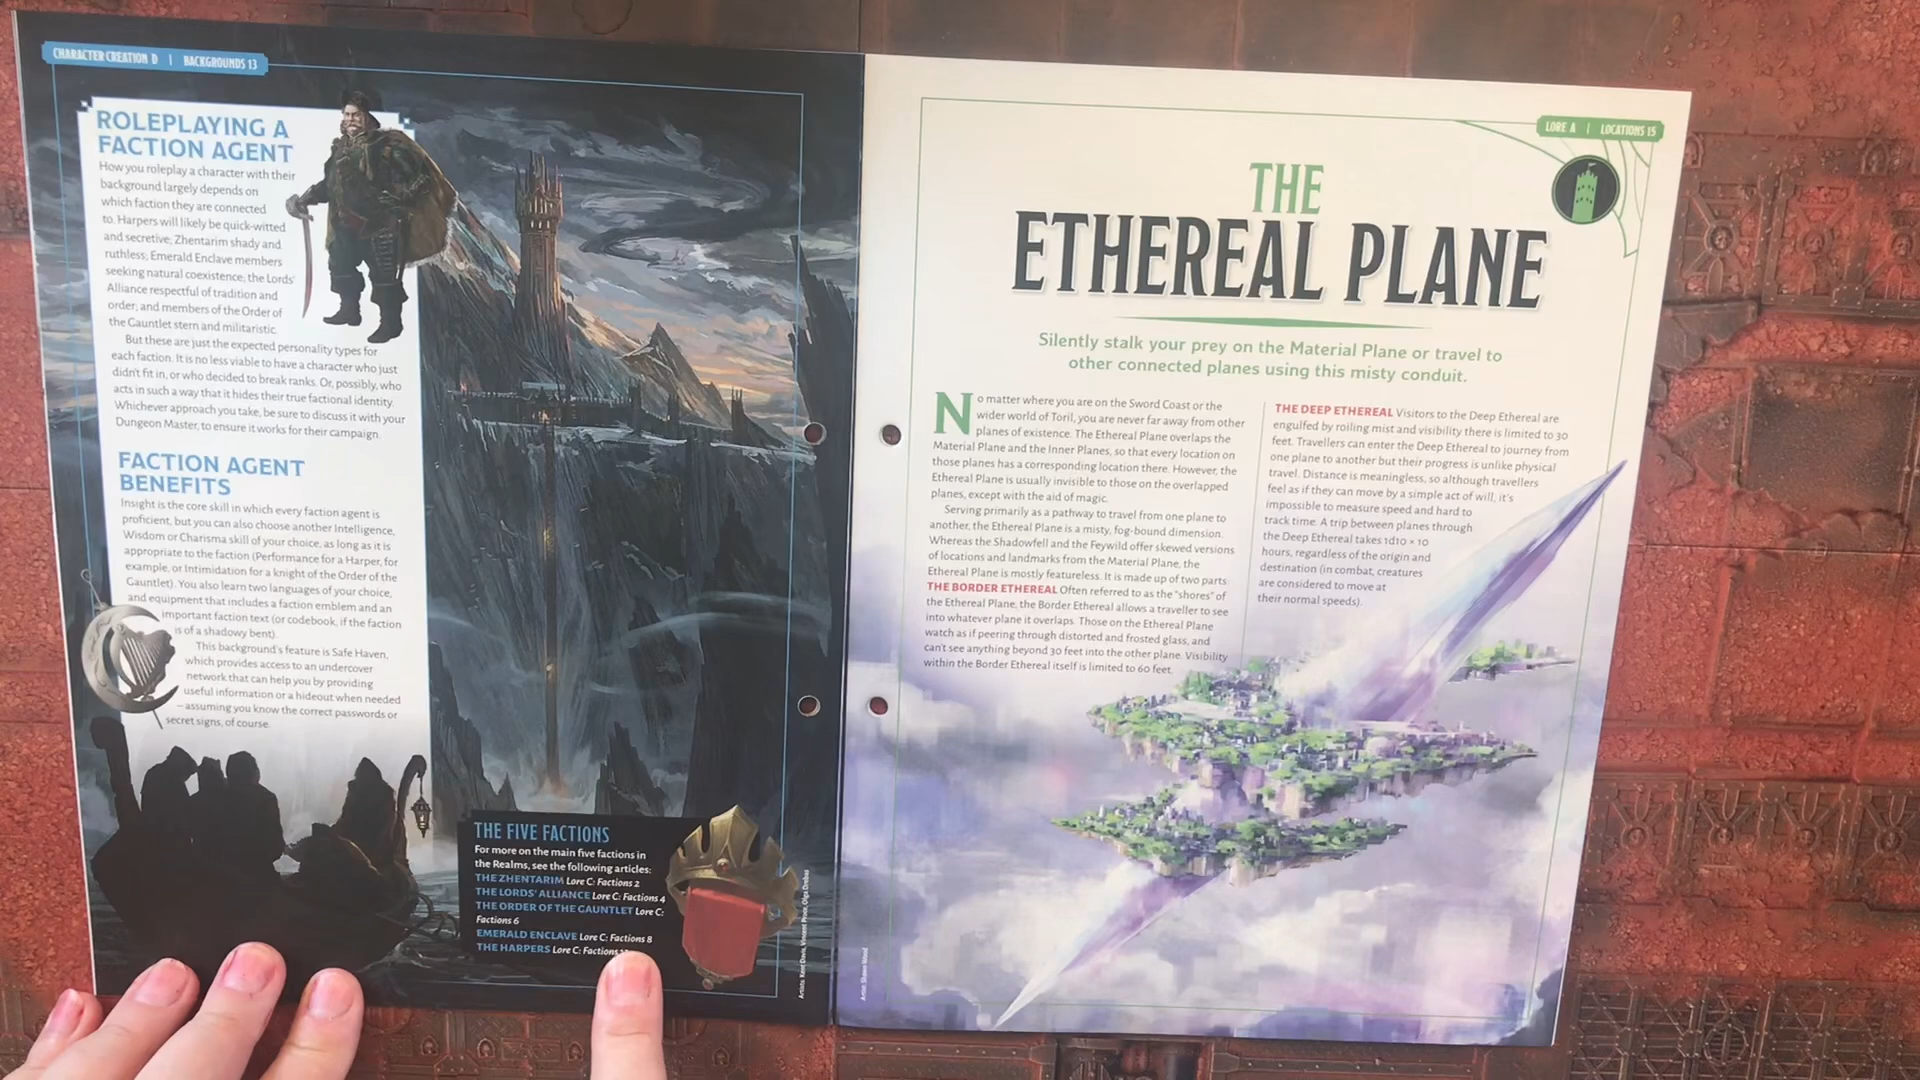 CHARACTER CREATION D | BACKGROUNDS 13
ROLEPLAYING A
FACTION AGENT
How you roleplay a character with their
background largely depends on
which faction they are connected
to. Harpers will likely be quick-witted
and secretive; Zhentarim shady and
ruthless; Emerald Enclave members
seeking natural coexistence; the Lords'
Alliance respectful of tradition and
order; and members of the Order of
the Gauntlet stern and militaristic.
But these are just the expected personality types for
each faction. It is no less viable to have a character who just
didn't fit in, or who decided to break ranks. Or, possibly, who
acts in such a way that it hides their true factional identity.
Whichever approach you take, be sure to discuss it with your
Dungeon Master, to ensure it works for their campaign.
FACTION AGENT
BENEFITS
Insight is the core skill in which every faction agent is
proficient, but you can also choose another Intelligence,
Wisdom or Charisma skill of your choice, as long as it is
appropriate to the faction (Performance for a Harper, for
example, or Intimidation for a knight of the Order of the
Gauntlet). You also learn two languages of your choice,
and equipment that includes a faction emblem and an
important faction text (or codebook, if the faction
is of a shadowy bent).
This background's feature is Safe Haven,
which provides access to an undercover
network that can help you by providing
useful information or a hideout when needed
– assuming you know the correct passwords or
secret signs, of course.
THE FIVE FACTIONS
For more on the main five factions in
the Realms, see the following articles:
THE ZHENTARIM Lore C: Factions 2
THE LORDS' ALLIANCE Lore C: Factions 4
THE ORDER OF THE GAUNTLET Lore C:
Factions 6
EMERALD ENCLAVE Lore C: Factions 8
THE HARPERS Lore C: Factions
LORE A | LOCATIONS 15
THE
ETHEREAL PLANE
Silently stalk your prey on the Material Plane or travel to
other connected planes using this misty conduit.
No matter where you are on the Sword Coast or the
wider world of Toril, you are never far away from other
planes of existence. The Ethereal Plane overlaps the
Material Plane and the Inner Planes, so that every location on
those planes has a corresponding location there. However, the
Ethereal Plane is usually invisible to those on the overlapped
planes, except with the aid of magic.
Serving primarily as a pathway to travel from one plane to
another, the Ethereal Plane is a misty, fog-bound dimension.
Whereas the Shadowfell and the Feywild offer skewed versions
of locations and landmarks from the Material Plane, the
Ethereal Plane is mostly featureless. It is made up of two parts:
THE BORDER ETHEREAL Often referred to as the "shores" of
the Ethereal Plane, the Border Ethereal allows a traveller to see
into whatever plane it overlaps. Those on the Ethereal Plane
watch as if peering through distorted and frosted glass, and
can't see anything beyond 30 feet into the other plane. Visibility
within the Border Ethereal itself is limited to 60 feet.
THE DEEP ETHEREAL Visitors to the Deep Ethereal are
engulfed by roiling mist and visibility there is limited to 30
feet. Travellers can enter the Deep Ethereal to journey from
one plane to another but their progress is unlike physical
travel. Distance is meaningless, so although travellers
feel as if they can move by a simple act of will, it's
impossible to measure speed and hard to
track time. A trip between planes through
the Deep Ethereal takes 1d10 × 10
hours, regardless of the origin and
destination (in combat, creatures
are considered to move at
their normal speeds).